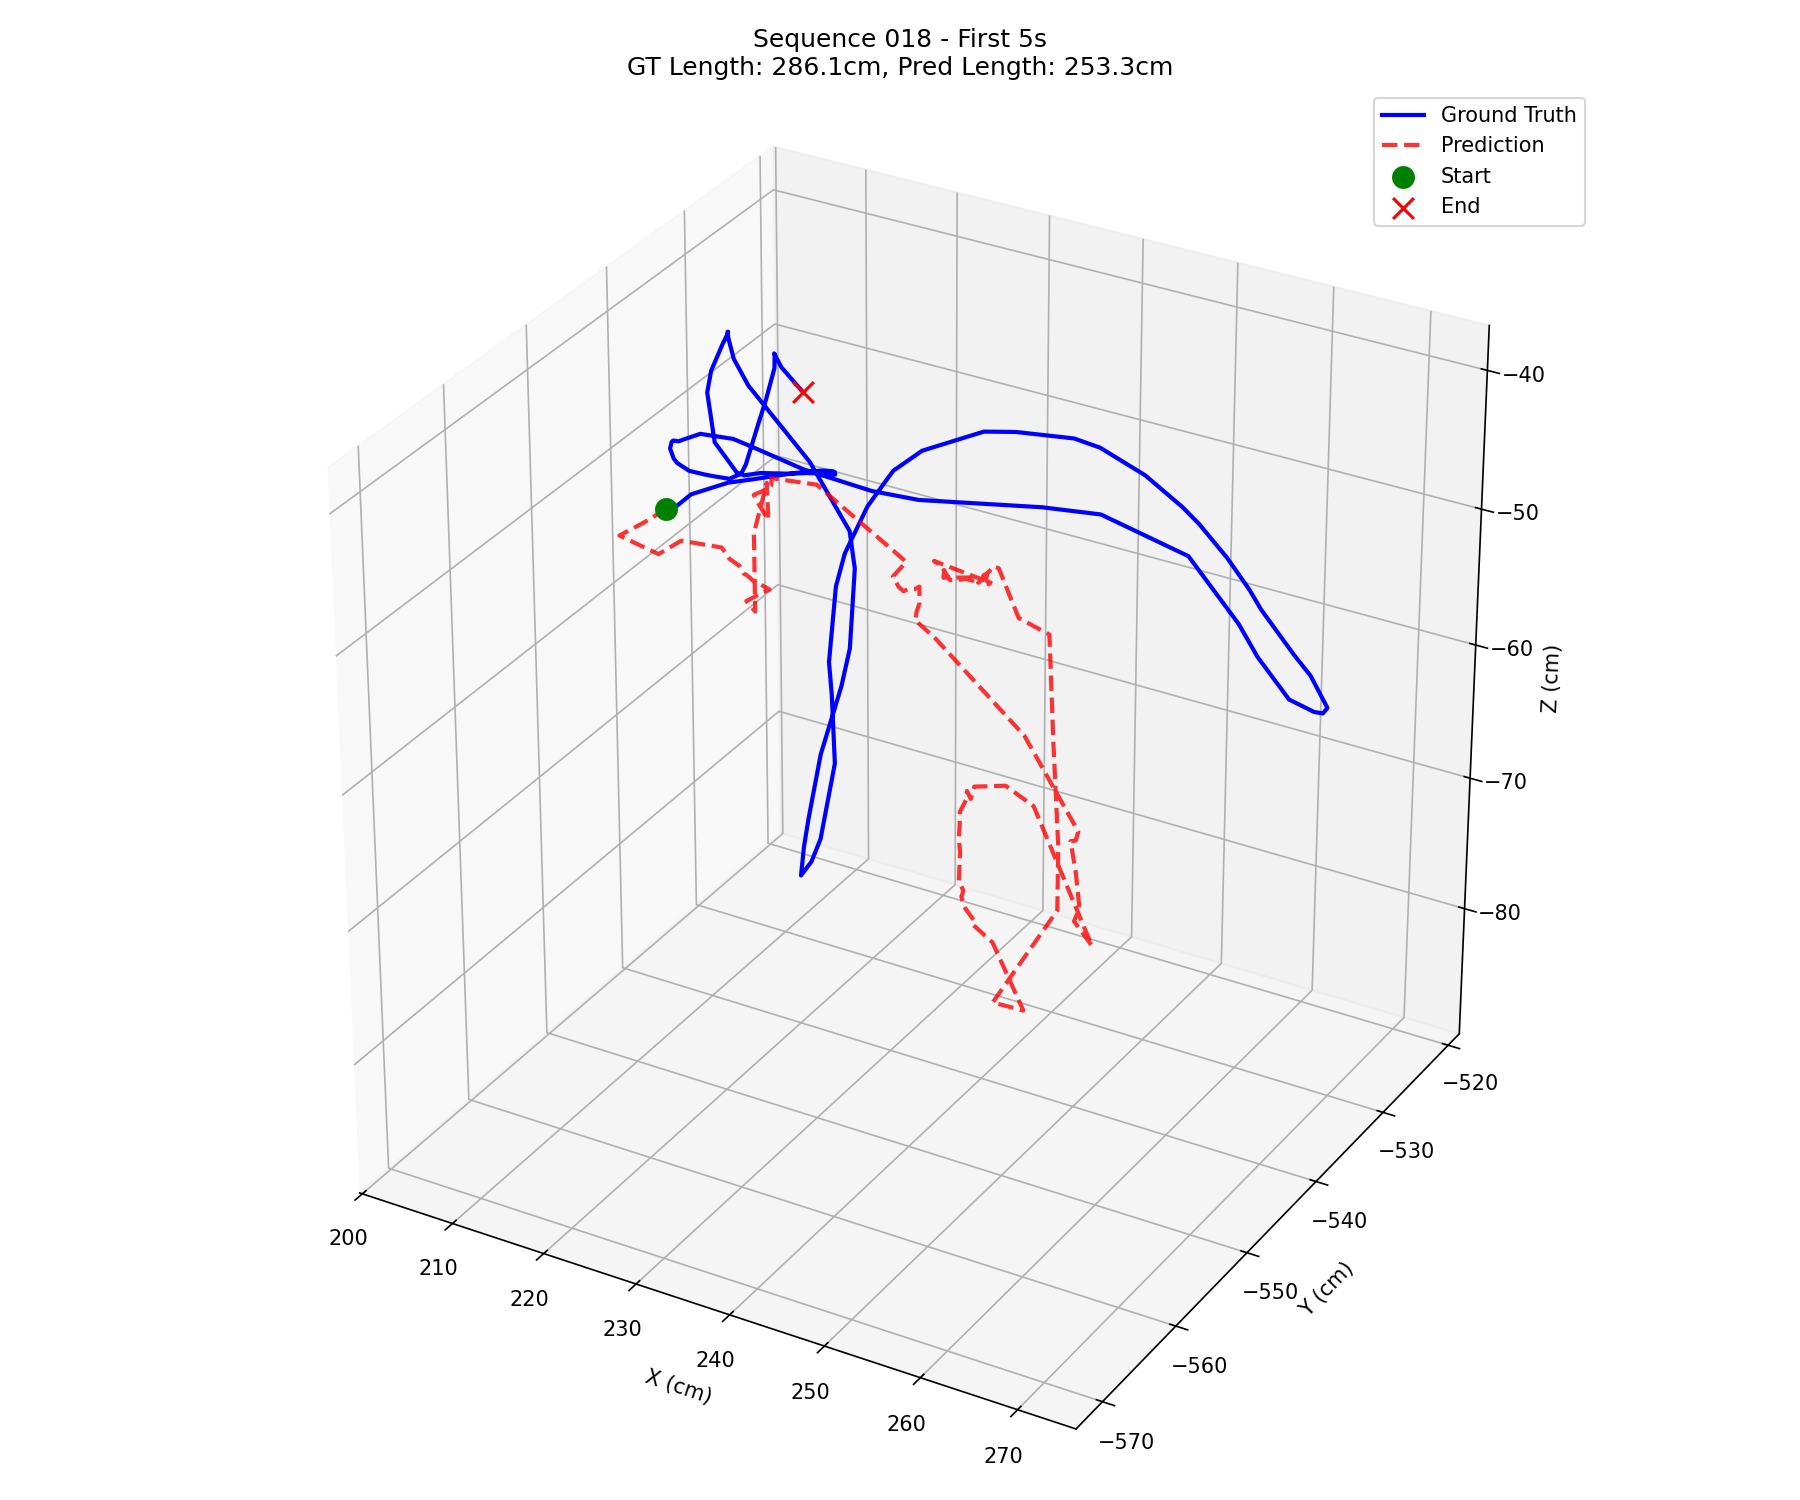 Sequence 018 - First 5s
GT Length: 286.1cm, Pred Length: 253.3cm
Ground Truth
Prediction
Start
End
−40
−50
−60
−70
−80
Z (cm)
−520
−530
−540
−550
−560
−570
Y (cm)
200
210
220
230
240
250
260
270
X (cm)